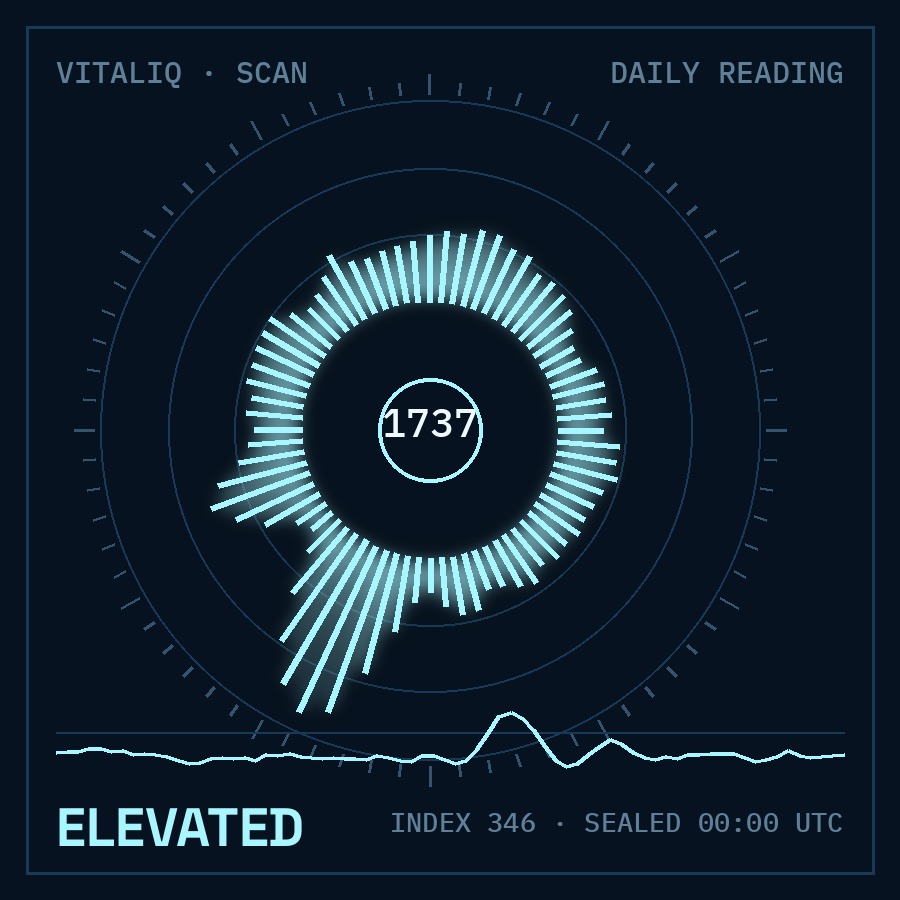 VITALIQ · SCAN
DAILY READING
1737
ELEVATED
INDEX 346 · SEALED 00:00 UTC